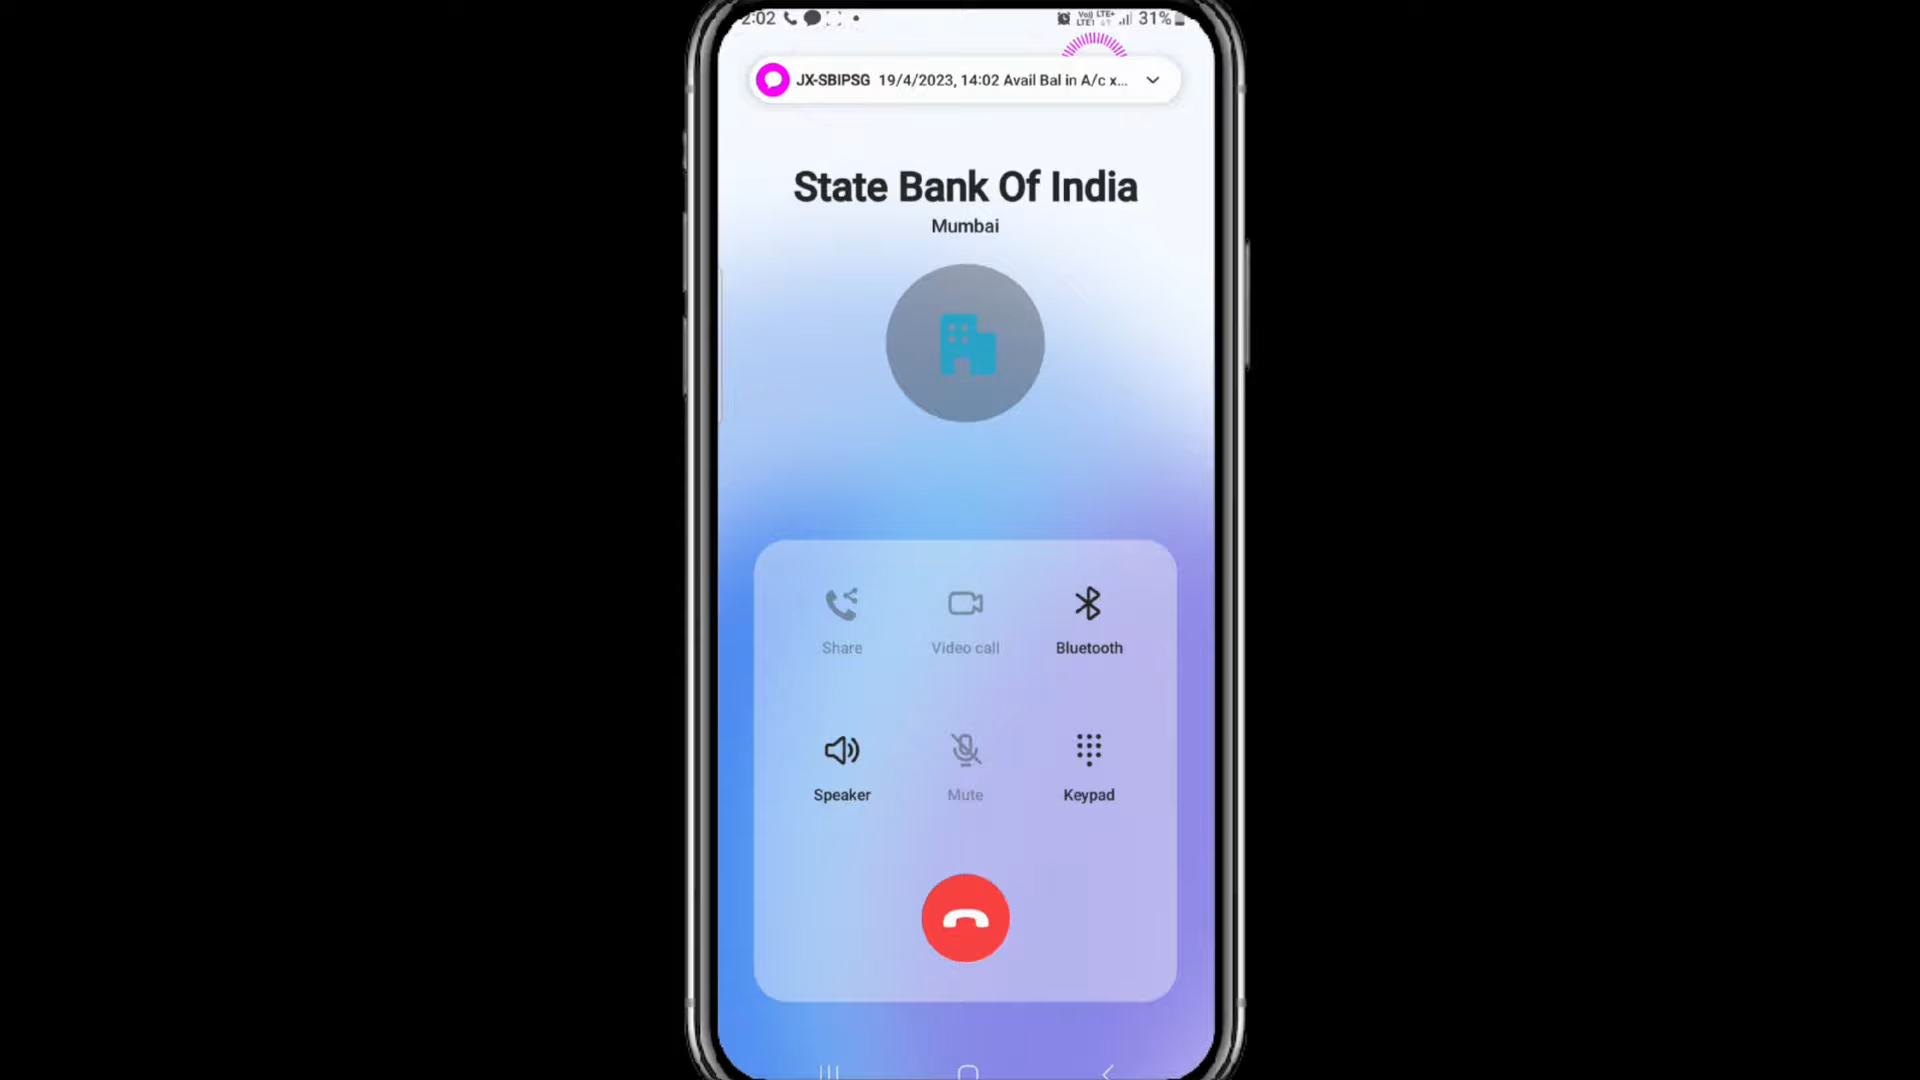 2:02 31%
JX-SBIPSG 19/4/2023, 14:02 Avail Bal in A/c x...
State Bank Of India
Mumbai
Share Video call Bluetooth
Speaker Mute Keypad